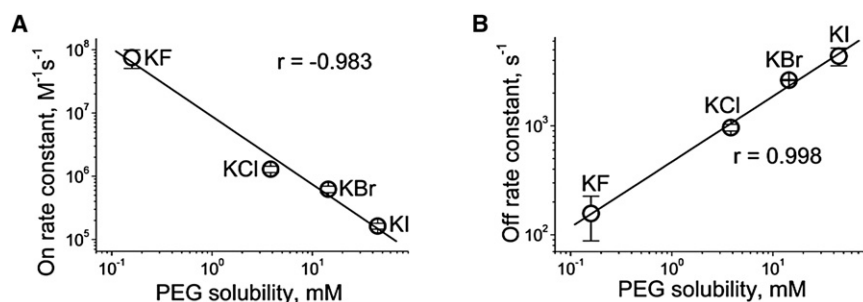 A
On rate constant, M⁻¹s⁻¹
10⁸
10⁷
10⁶
10⁵
KF
r = -0.983
KCl
KBr
KI
10⁻¹
10⁰
10¹
PEG solubility, mM
B
Off rate constant, s⁻¹
10³
10²
KI
KBr
KCl
r = 0.998
KF
10⁻¹
10⁰
10¹
PEG solubility, mM